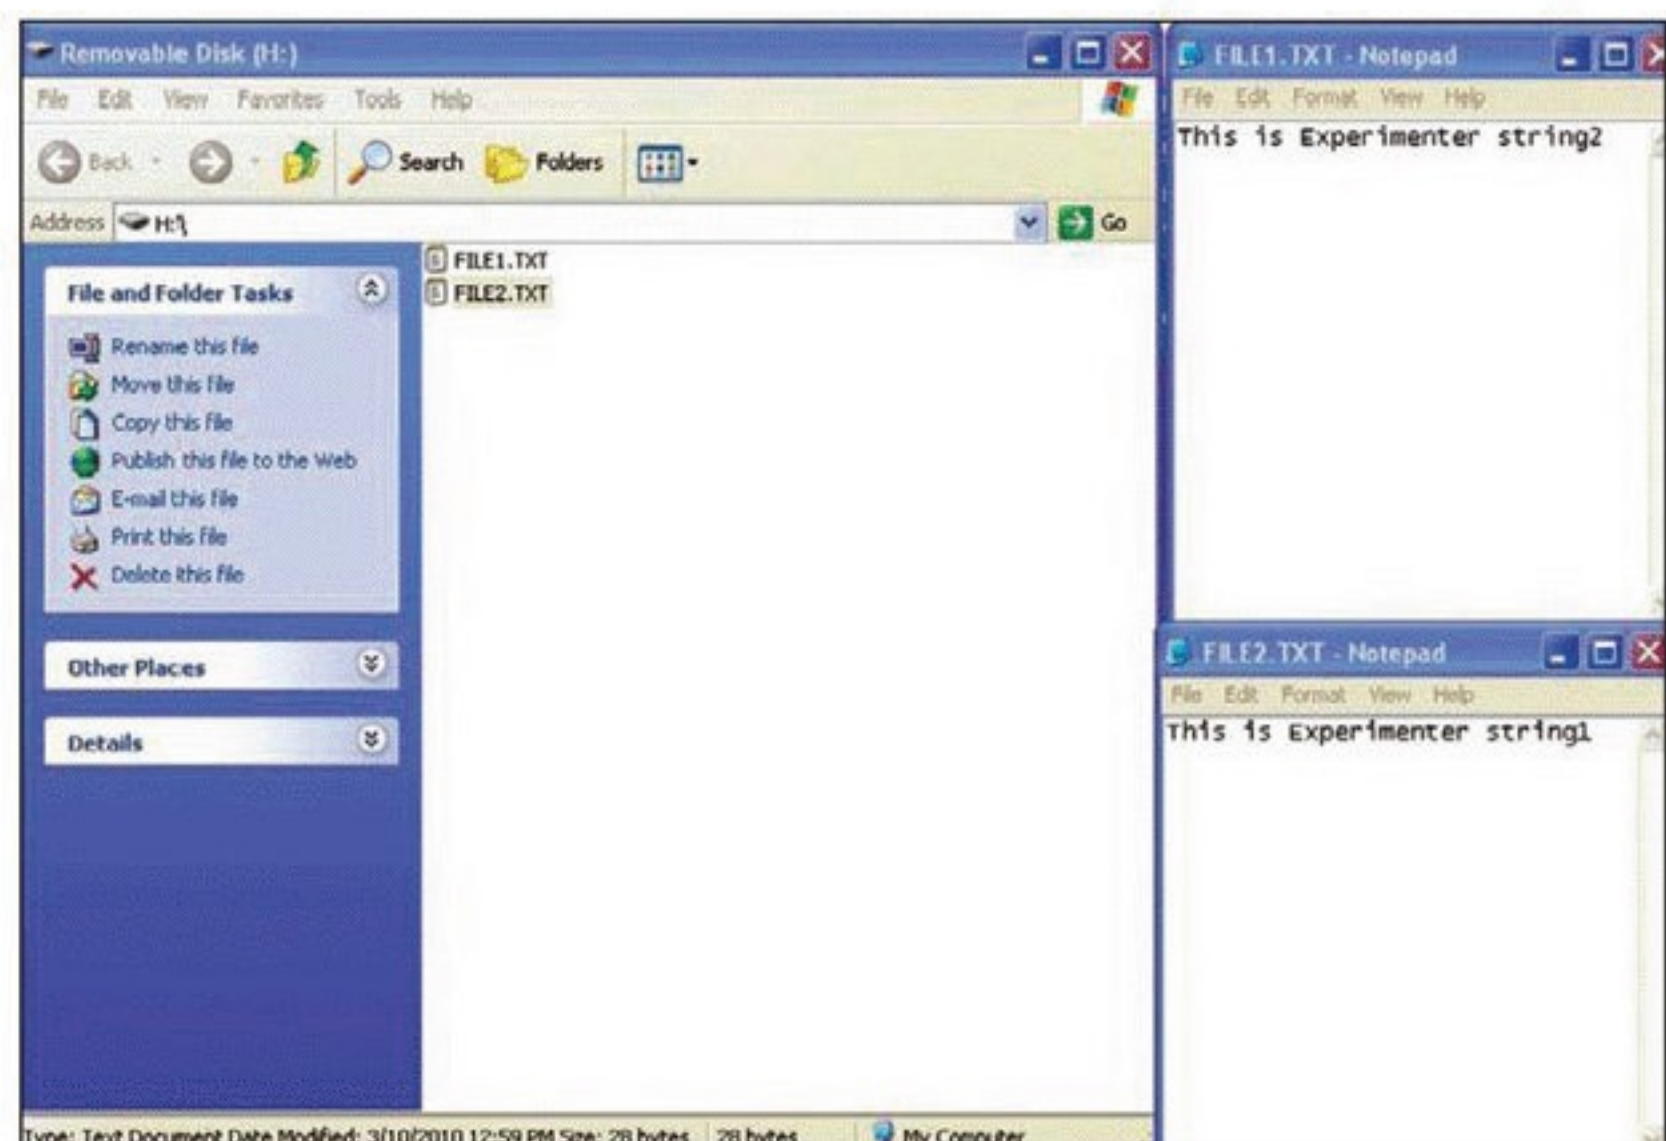 Removable Disk (H:)
File Edit View Favorites Tools Help
Back Search Folders
Address H:\ Go
File and Folder Tasks
Rename this file
Move this file
Copy this file
Publish this file to the Web
E-mail this file
Print this file
Delete this file
Other Places
Details
FILE1.TXT
FILE2.TXT
Type: Text Document Date Modified: 3/10/2010 12:59 PM Size: 28 bytes 28 bytes My Computer
FILE1.TXT - Notepad
File Edit Format View Help
This is Experimenter string2
FILE2.TXT - Notepad
File Edit Format View Help
This is Experimenter string1